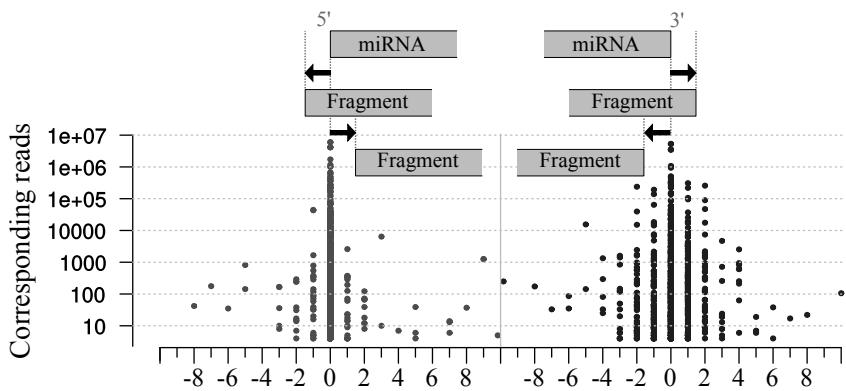 5' 3'
miRNA miRNA
Fragment Fragment
Fragment Fragment
Corresponding reads
1e+07
1e+06
1e+05
10000
1000
100
10
-8 -6 -4 -2 0 2 4 6 8 -8 -6 -4 -2 0 2 4 6 8